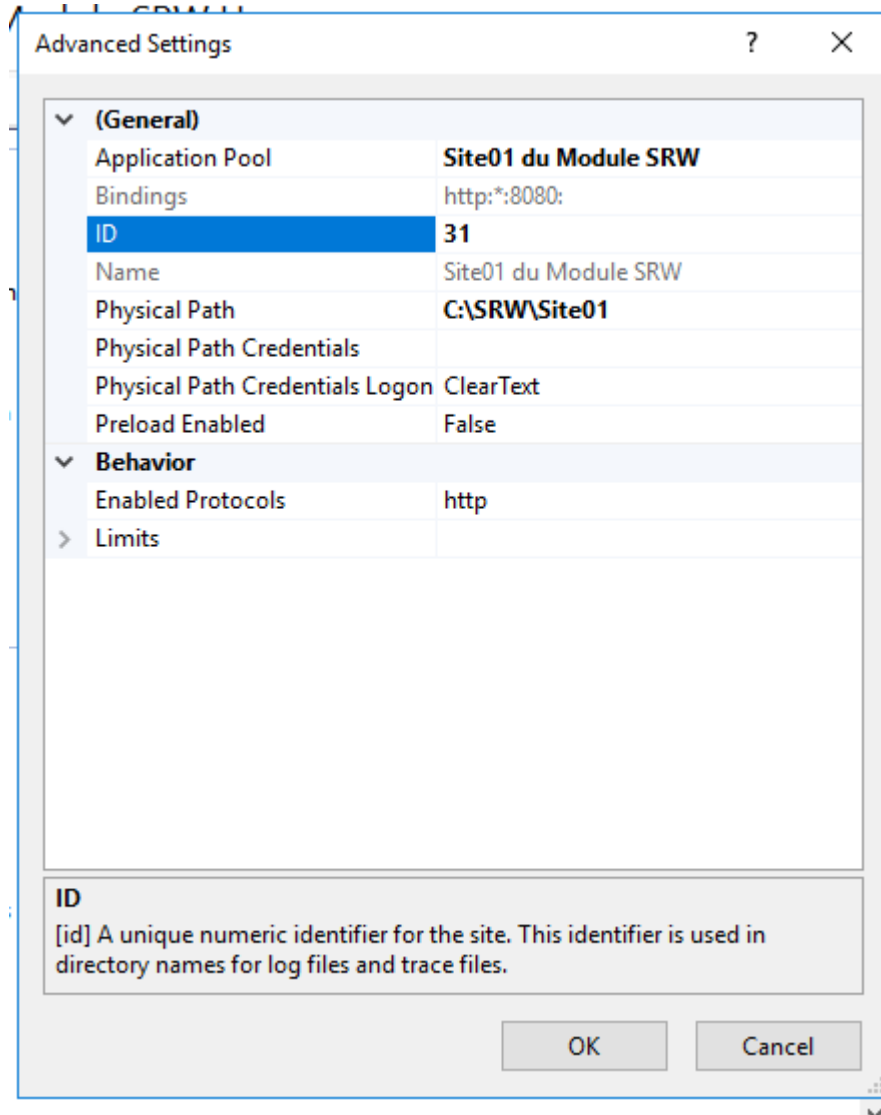 Advanced Settings
?
(General)
Application Pool Site01 du Module SRW
Bindings http:*:8080:
ID 31
Name Site01 du Module SRW
Physical Path C:\SRW\Site01
Physical Path Credentials
Physical Path Credentials Logon ClearText
Preload Enabled False
Behavior
Enabled Protocols http
Limits
ID
[id] A unique numeric identifier for the site. This identifier is used in
directory names for log files and trace files.
OK Cancel